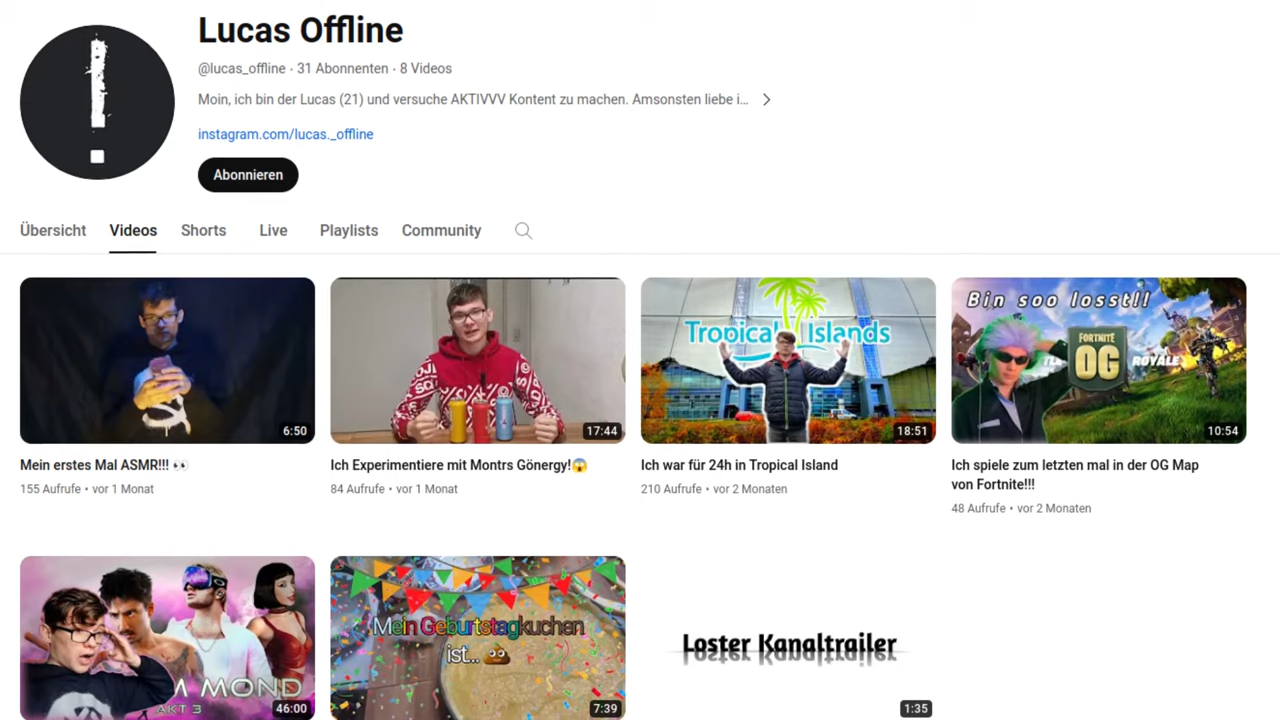 Lucas Offline
@lucas_offline · 31 Abonnenten · 8 Videos
Moin, ich bin der Lucas (21) und versuche AKTIVVV Kontent zu machen. Amsonsten liebe i...
instagram.com/lucas._offline
Abonnieren
Übersicht Videos Shorts Live Playlists Community
Tropical Islands
Bin soo losst!!
FORTNITE
OG
ROYALE
6:50
17:44
18:51
10:54
Mein erstes Mal ASMR!!! 👀
155 Aufrufe • vor 1 Monat
Ich Experimentiere mit Montrs Gönergy!😱
84 Aufrufe • vor 1 Monat
Ich war für 24h in Tropical Island
210 Aufrufe • vor 2 Monaten
Ich spiele zum letzten mal in der OG Map
von Fortnite!!!
48 Aufrufe • vor 2 Monaten
MOND
AKT 3
46:00
Mein Geburtstagkuchen
ist... 💩
7:39
Loster Kanaltrailer
1:35